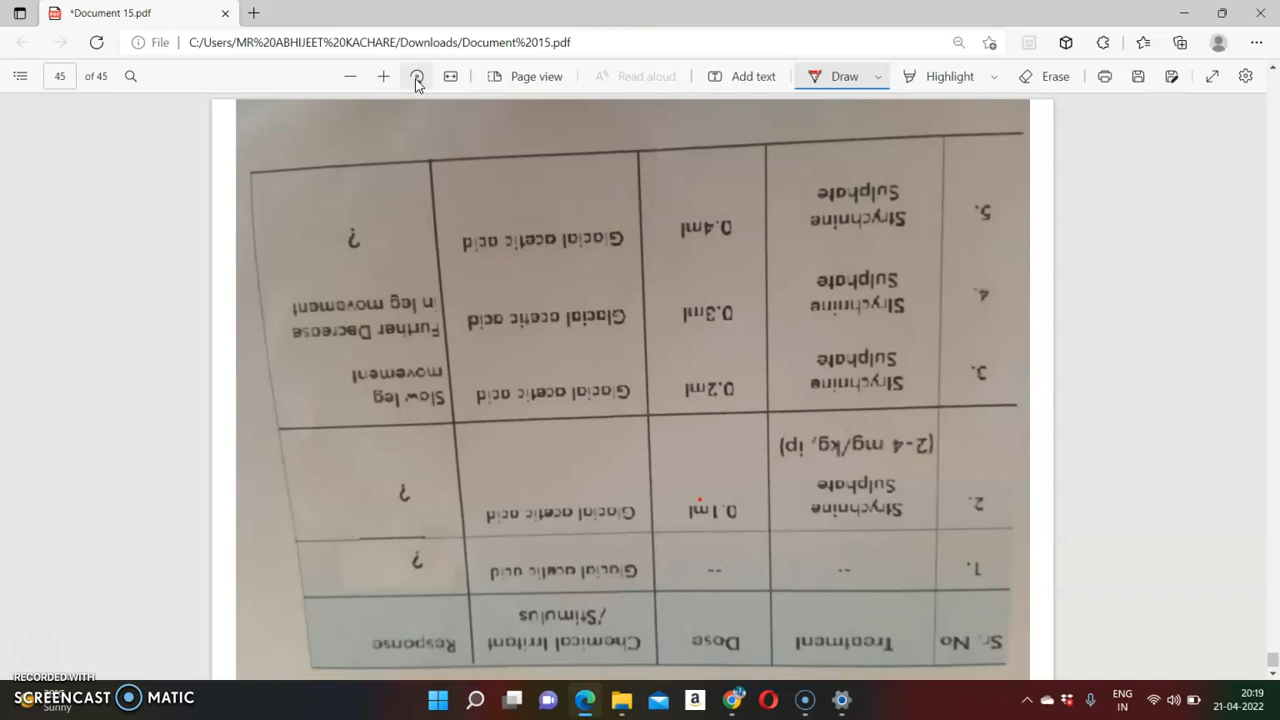 *Document 15.pdf
File C:/Users/MR%20ABHIJEET%20KACHARE/Downloads/Document%2015.pdf
45 of 45 Page view Read aloud Add text Draw Highlight Erase
Sr. No Treatment Dose Chemical Irritant /Stimulus Response
1. -- -- Glacial acetic acid ?
2. Strychnine Sulphate (2-4 mg/kg, ip) 0.1ml Glacial acetic acid ?
3. Strychnine Sulphate 0.2ml Glacial acetic acid Slow leg movement
4. Strychnine Sulphate 0.3ml Glacial acetic acid Further Dacrease in leg movement
5. Strychnine Sulphate 0.4ml Glacial acetic acid ?
RECORDED WITH
SCREENCAST MATIC
Sunny
ENG
IN
20:19
21-04-2022